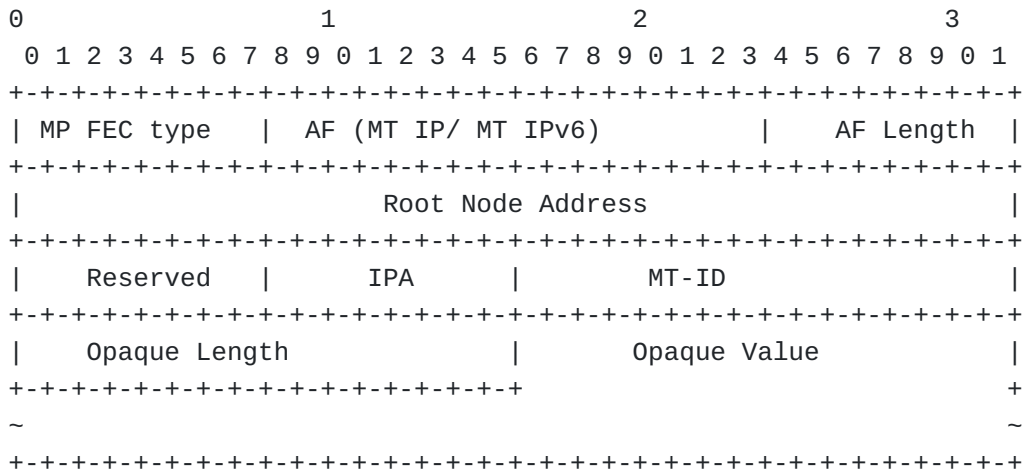 0                   1                   2                   3
 0 1 2 3 4 5 6 7 8 9 0 1 2 3 4 5 6 7 8 9 0 1 2 3 4 5 6 7 8 9 0 1
+-+-+-+-+-+-+-+-+-+-+-+-+-+-+-+-+-+-+-+-+-+-+-+-+-+-+-+-+-+-+-+-+
| MP FEC type   |  AF (MT IP/ MT IPv6)          |    AF Length  |
+-+-+-+-+-+-+-+-+-+-+-+-+-+-+-+-+-+-+-+-+-+-+-+-+-+-+-+-+-+-+-+-+
|                       Root Node Address                       |
+-+-+-+-+-+-+-+-+-+-+-+-+-+-+-+-+-+-+-+-+-+-+-+-+-+-+-+-+-+-+-+-+
|    Reserved   |      IPA      |        MT-ID                  |
+-+-+-+-+-+-+-+-+-+-+-+-+-+-+-+-+-+-+-+-+-+-+-+-+-+-+-+-+-+-+-+-+
|    Opaque Length              |       Opaque Value            |
+-+-+-+-+-+-+-+-+-+-+-+-+-+-+-+-+                               +
~                                                               ~
+-+-+-+-+-+-+-+-+-+-+-+-+-+-+-+-+-+-+-+-+-+-+-+-+-+-+-+-+-+-+-+-+